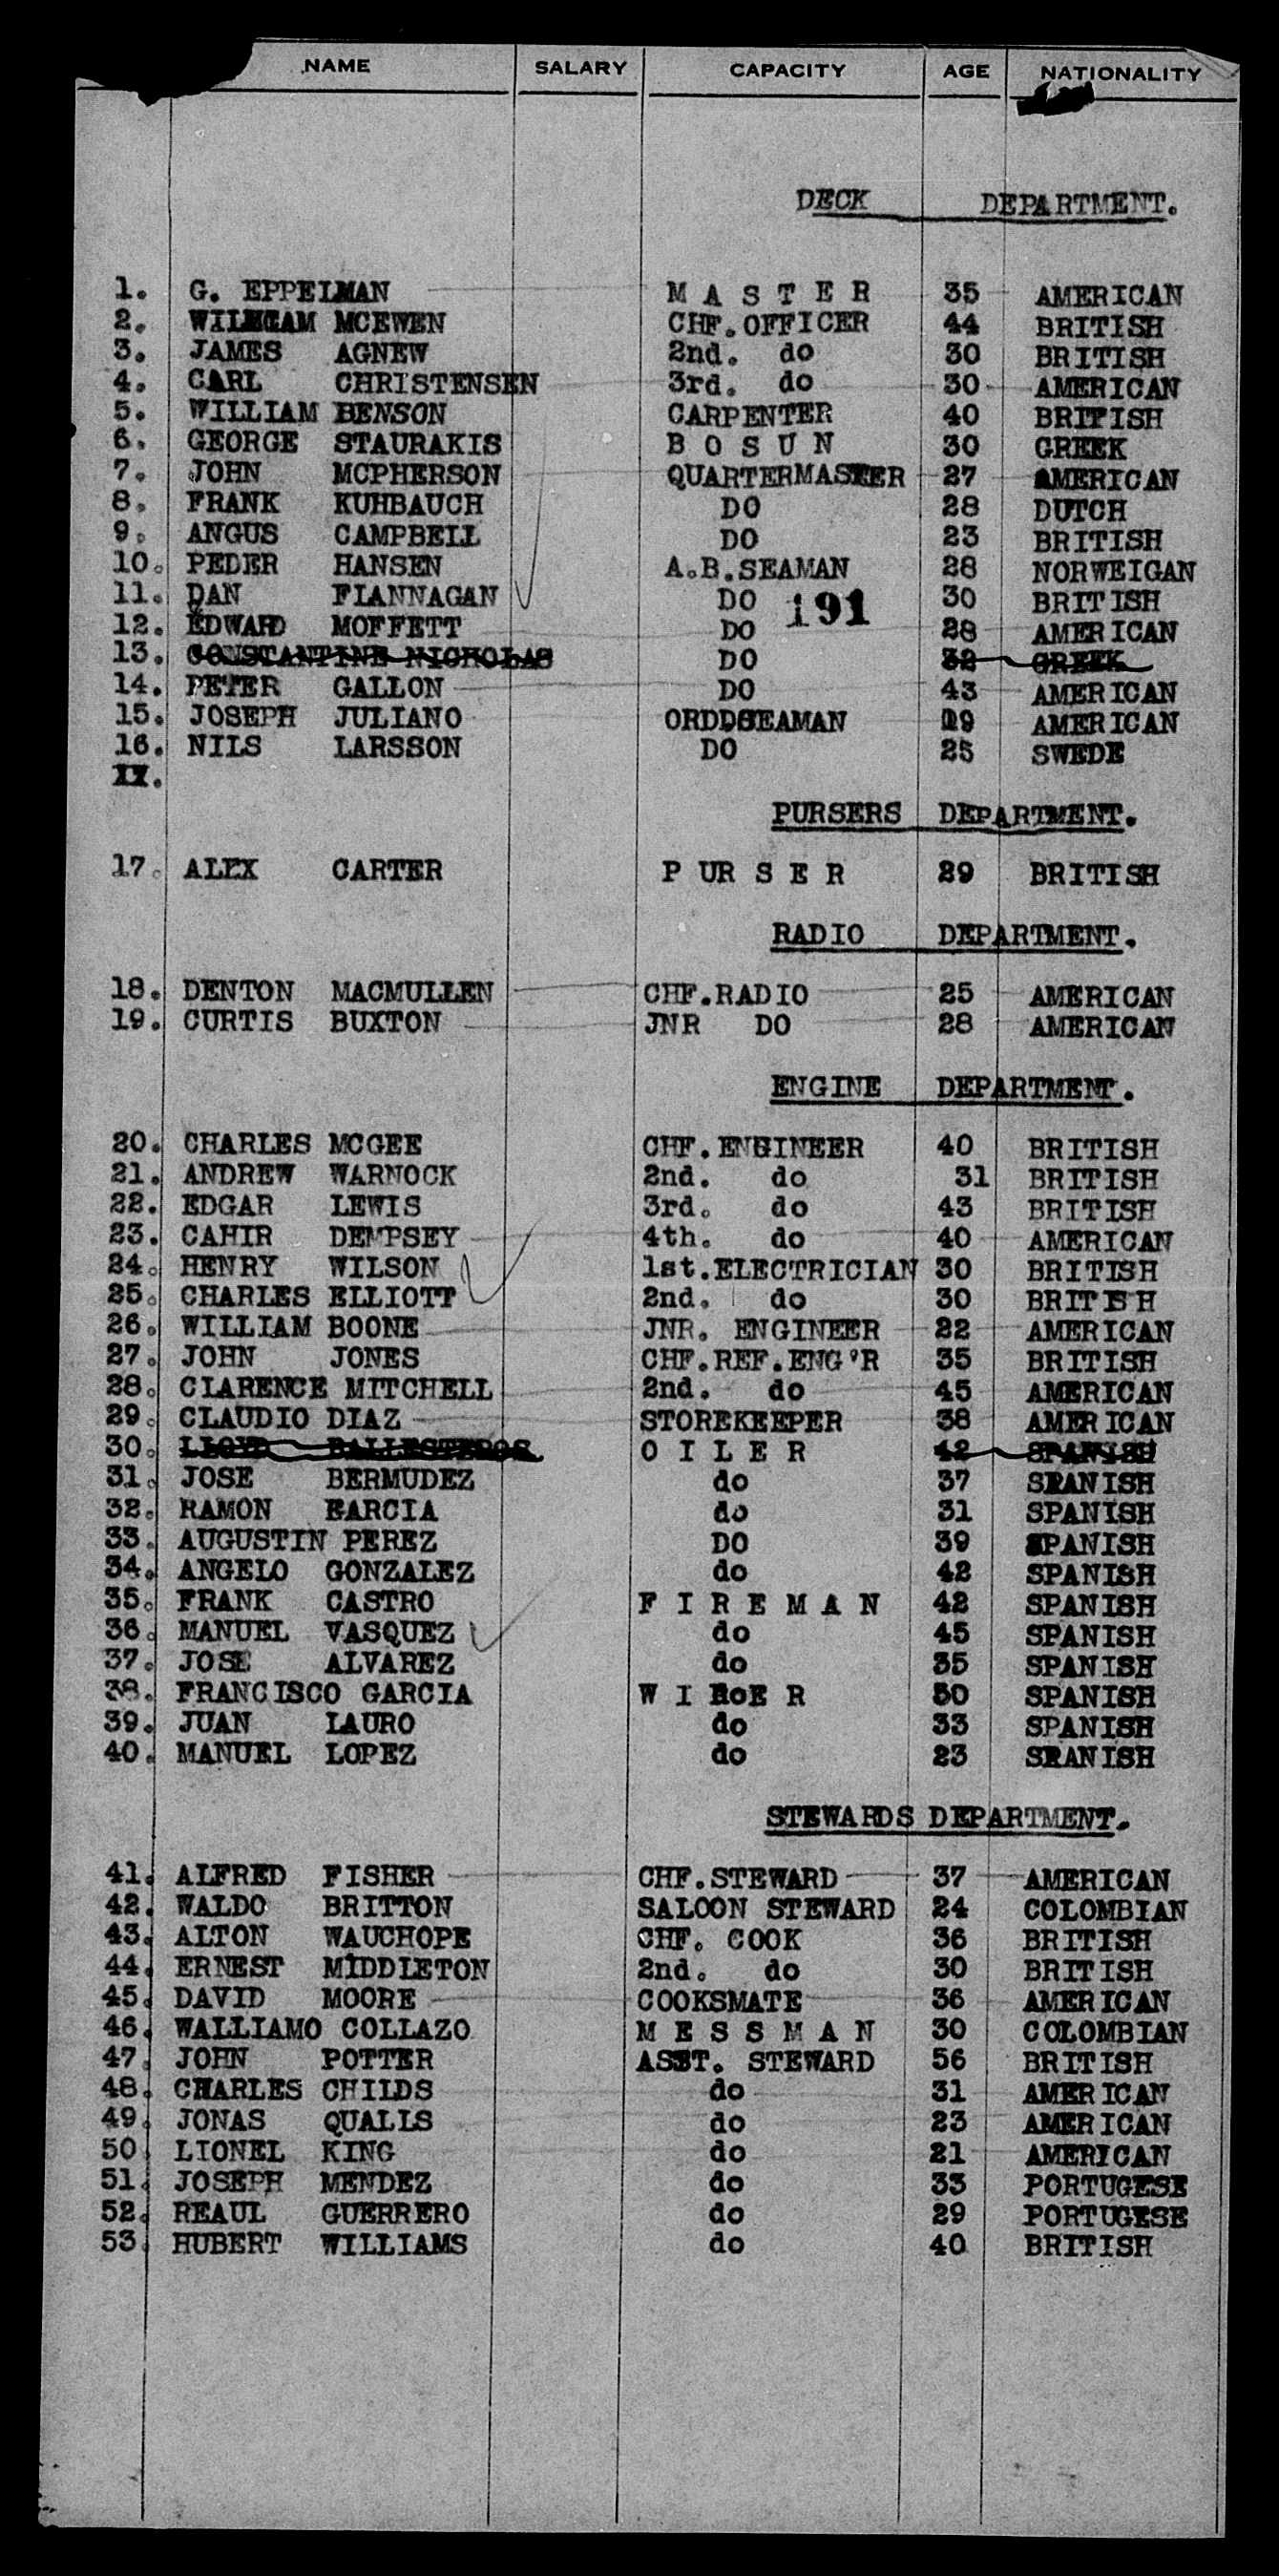 NAME SALARY CAPACITY AGE NATIONALITY
DECK DEPARTMENT.
1. G. EPPELMAN MASTER 35 AMERICAN
2. WILLIAM MCEWEN CHF.OFFICER 44 BRITISH
3. JAMES AGNEW 2nd. do 30 BRITISH
4. CARL CHRISTENSEN 3rd. do 30 AMERICAN
5. WILLIAM BENSON CARPENTER 40 BRITISH
6. GEORGE STAURAKIS BOSUN 30 GREEK
7. JOHN MCPHERSON QUARTERMASTER 27 AMERICAN
8. FRANK KUHBAUCH DO 28 DUTCH
9. ANGUS CAMPBELL DO 23 BRITISH
10. PEDER HANSEN A.B.SEAMAN 28 NORWEIGAN
11. DAN FLANNAGAN DO 191 30 BRITISH
12. EDWARD MOFFETT DO 28 AMERICAN
13. CONSTANTINE NICHOLAS DO 32 GREEK
14. PETER GALLON DO 43 AMERICAN
15. JOSEPH JULIANO ORDD SEAMAN 19 AMERICAN
16. NILS LARSSON DO 25 SWEDE
PURSERS DEPARTMENT.
17. ALEX CARTER PURSER 29 BRITISH
RADIO DEPARTMENT.
18. DENTON MACMULLEN CHF.RADIO 25 AMERICAN
19. CURTIS BUXTON JNR DO 28 AMERICAN
ENGINE DEPARTMENT.
20. CHARLES MCGEE CHF.ENGINEER 40 BRITISH
21. ANDREW WARNOCK 2nd. do 31 BRITISH
22. EDGAR LEWIS 3rd. do 43 BRITISH
23. CAHIR DEMPSEY 4th. do 40 AMERICAN
24. HENRY WILSON 1st.ELECTRICIAN 30 BRITISH
25. CHARLES ELLIOTT 2nd. do 30 BRITISH
26. WILLIAM BOONE JNR. ENGINEER 22 AMERICAN
27. JOHN JONES CHF.REF.ENG'R 35 BRITISH
28. CLARENCE MITCHELL 2nd. do 45 AMERICAN
29. CLAUDIO DIAZ STOREKEEPER 38 AMERICAN
30. LLOYD BALLESTEROS OILER 42 SPANISH
31. JOSE BERMUDEZ do 37 SPANISH
32. RAMON GARCIA do 31 SPANISH
33. AUGUSTIN PEREZ DO 39 SPANISH
34. ANGELO GONZALEZ do 42 SPANISH
35. FRANK CASTRO FIREMAN 42 SPANISH
36. MANUEL VASQUEZ do 45 SPANISH
37. JOSE ALVAREZ do 35 SPANISH
38. FRANCISCO GARCIA WIPER 30 SPANISH
39. JUAN LAURO do 33 SPANISH
40. MANUEL LOPEZ do 23 SPANISH
STEWARDS DEPARTMENT.
41. ALFRED FISHER CHF.STEWARD 37 AMERICAN
42. WALDO BRITTON SALOON STEWARD 24 COLOMBIAN
43. ALTON WAUCHOPE CHF. COOK 36 BRITISH
44. ERNEST MIDDLETON 2nd. do 30 BRITISH
45. DAVID MOORE COOKSMATE 36 AMERICAN
46. WALLIAMO COLLAZO MESSMAN 30 COLOMBIAN
47. JOHN POTTER ASST. STEWARD 56 BRITISH
48. CHARLES CHILDS do 31 AMERICAN
49. JONAS QUALLS do 23 AMERICAN
50. LIONEL KING do 21 AMERICAN
51. JOSEPH MENDEZ do 33 PORTUGESE
52. REAUL GUERRERO do 29 PORTUGESE
53. HUBERT WILLIAMS do 40 BRITISH